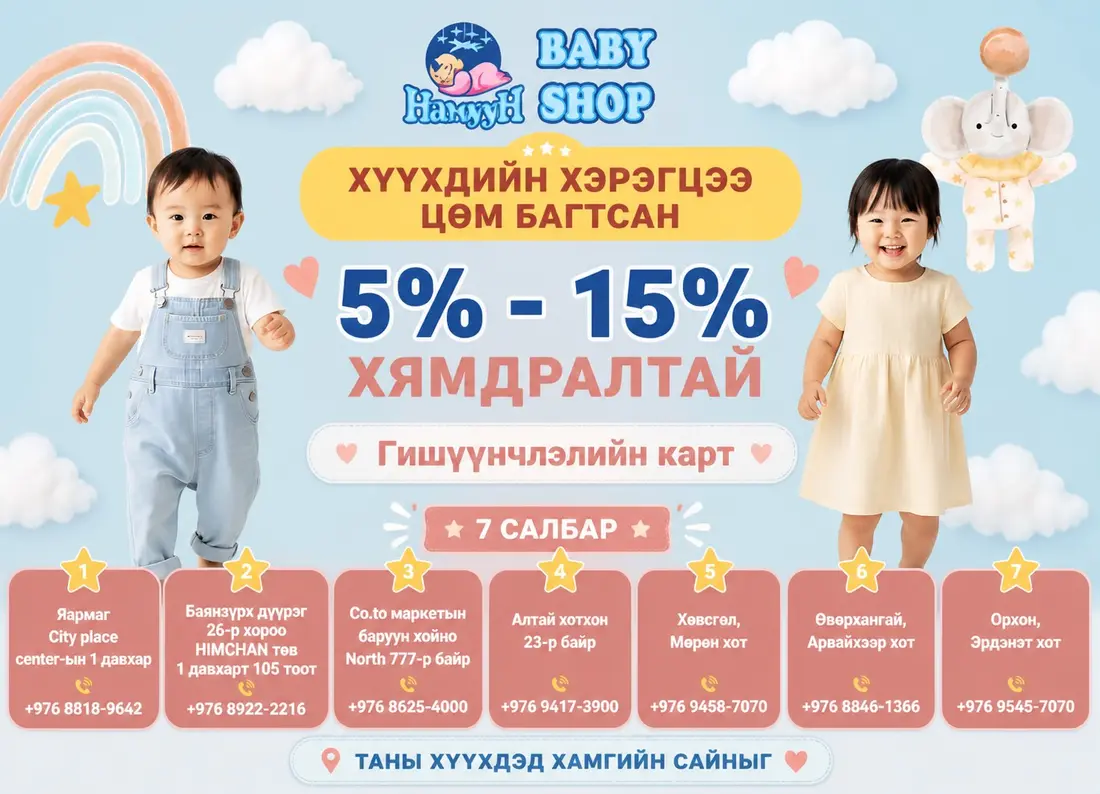 Намуун
BABY
SHOP
ХҮҮХДИЙН ХЭРЭГЦЭЭ
ЦӨМ БАГТСАН
5% - 15%
ХЯМДРАЛТАЙ
Гишүүнчлэлийн карт
7 САЛБАР
1
Яармаг
City place
center-ын 1 давхар
+976 8818-9642
2
Баянзүрх дүүрэг
26-р хороо
HIMCHAN төв
1 давхарт 105 тоот
+976 8922-2216
3
Co.to маркетын
баруун хойно
North 777-р байр
+976 8625-4000
4
Алтай хотхон
23-р байр
+976 9417-3900
5
Хөвсгөл,
Мөрөн хот
+976 9458-7070
6
Өвөрхангай,
Арвайхээр хот
+976 8846-1366
7
Орхон,
Эрдэнэт хот
+976 9545-7070
ТАНЫ ХҮҮХДЭД ХАМГИЙН САЙНЫГ